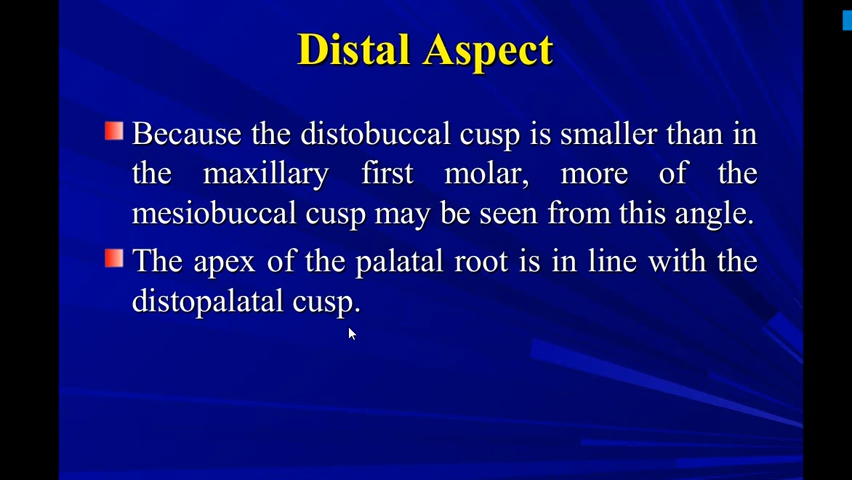 Distal Aspect
Because the distobuccal cusp is smaller than in
the maxillary first molar, more of the
mesiobuccal cusp may be seen from this angle.
The apex of the palatal root is in line with the
distopalatal cusp.